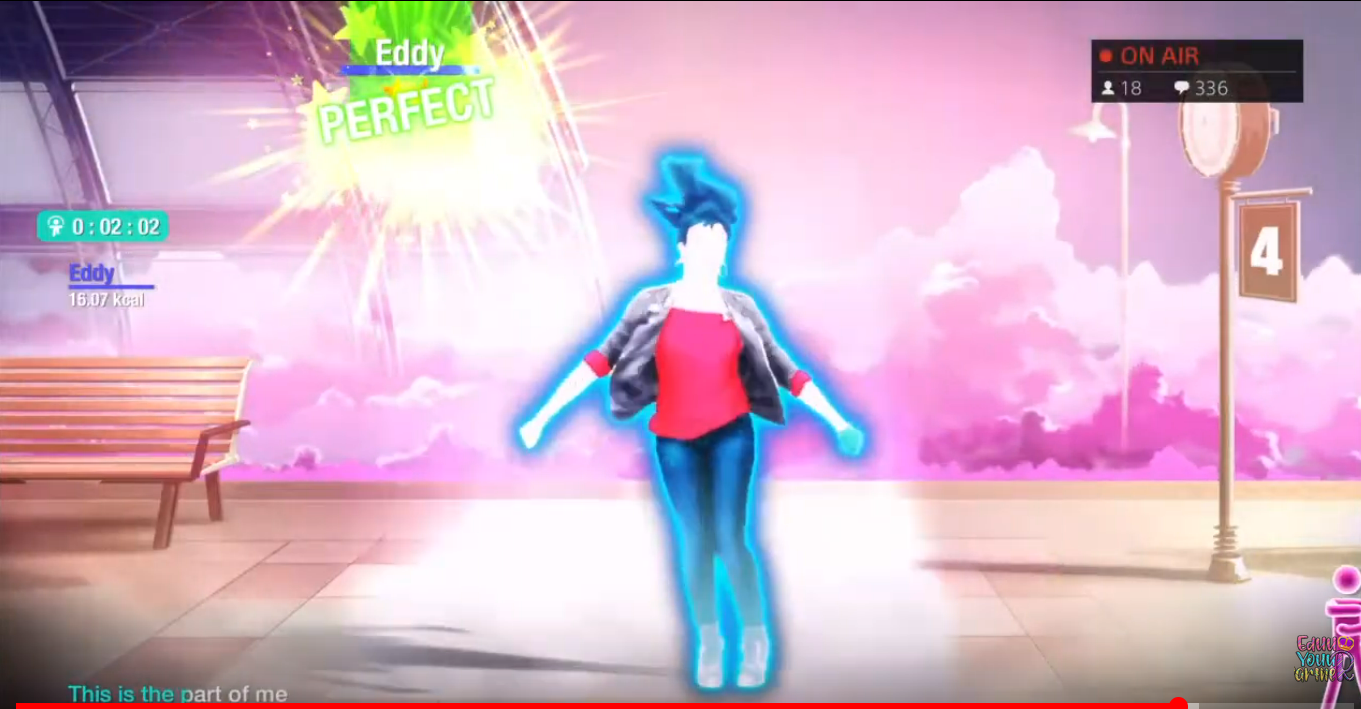 Eddy
PERFECT
ON AIR
18 336
0:02:02
Eddy
16.07 kcal
4
This is the part of me